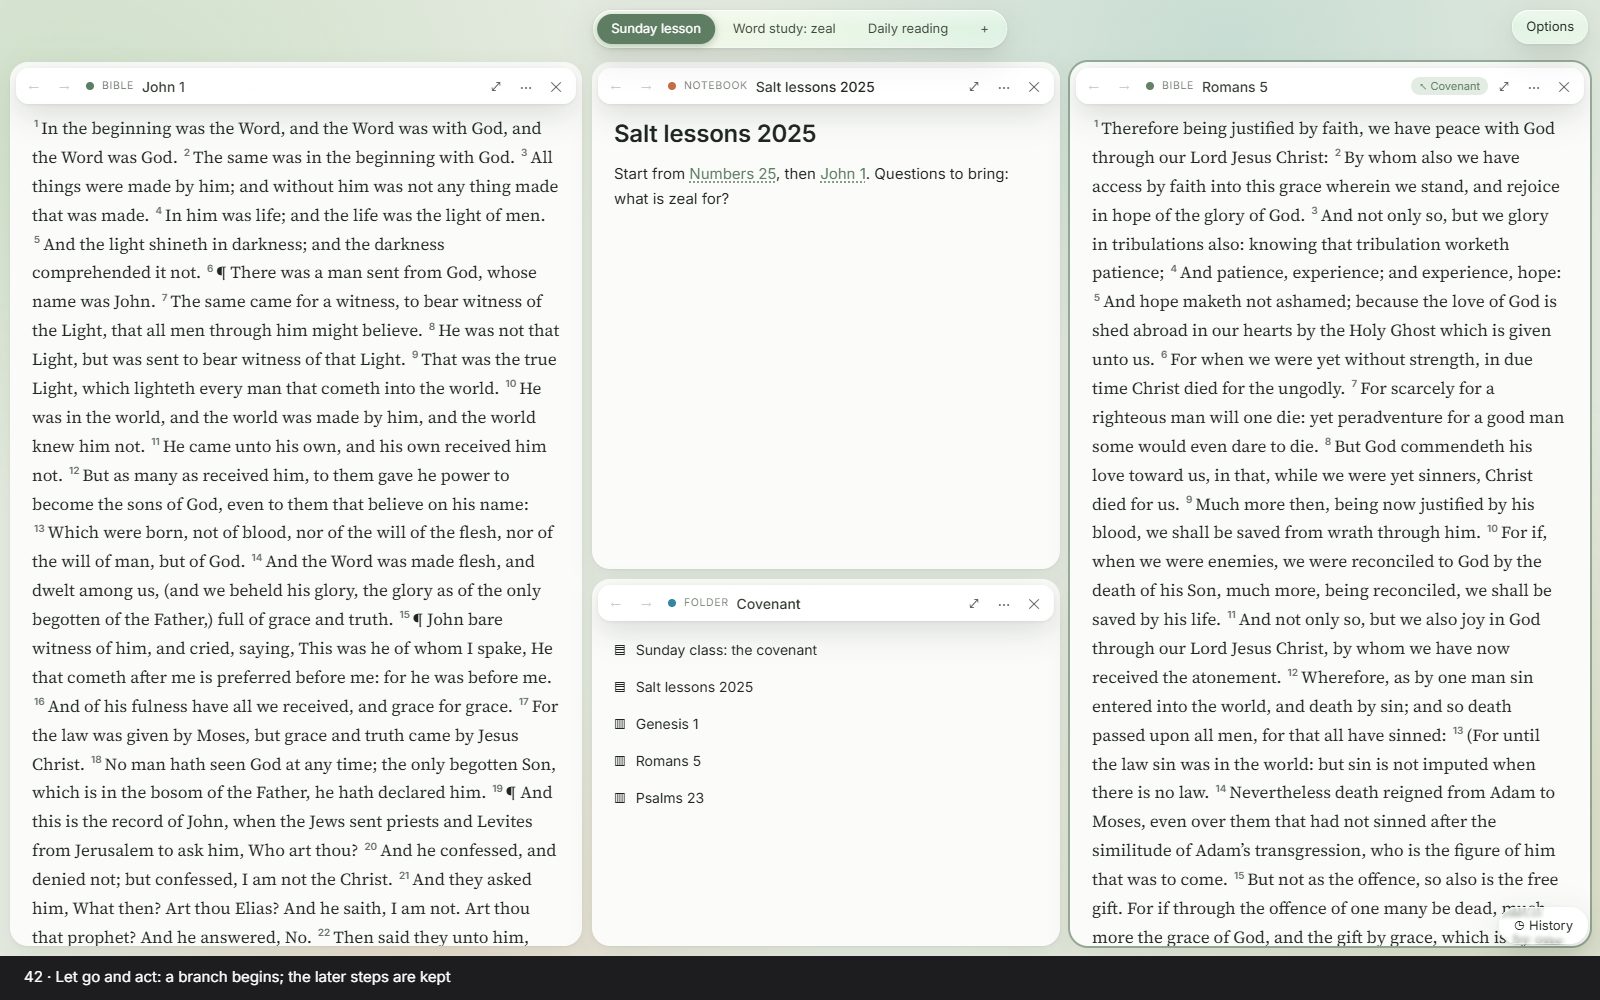 Sunday lesson Word study: zeal Daily reading +
Options
BIBLE John 1
1 In the beginning was the Word, and the Word was with God, and
the Word was God. 2 The same was in the beginning with God. 3 All
things were made by him; and without him was not any thing made
that was made. 4 In him was life; and the life was the light of men.
5 And the light shineth in darkness; and the darkness
comprehended it not. 6 ¶ There was a man sent from God, whose
name was John. 7 The same came for a witness, to bear witness of
the Light, that all men through him might believe. 8 He was not that
Light, but was sent to bear witness of that Light. 9 That was the true
Light, which lighteth every man that cometh into the world. 10 He
was in the world, and the world was made by him, and the world
knew him not. 11 He came unto his own, and his own received him
not. 12 But as many as received him, to them gave he power to
become the sons of God, even to them that believe on his name:
13 Which were born, not of blood, nor of the will of the flesh, nor of
the will of man, but of God. 14 And the Word was made flesh, and
dwelt among us, (and we beheld his glory, the glory as of the only
begotten of the Father,) full of grace and truth. 15 ¶ John bare
witness of him, and cried, saying, This was he of whom I spake, He
that cometh after me is preferred before me: for he was before me.
16 And of his fulness have all we received, and grace for grace. 17 For
the law was given by Moses, but grace and truth came by Jesus
Christ. 18 No man hath seen God at any time; the only begotten Son,
which is in the bosom of the Father, he hath declared him. 19 ¶ And
this is the record of John, when the Jews sent priests and Levites
from Jerusalem to ask him, Who art thou? 20 And he confessed, and
denied not; but confessed, I am not the Christ. 21 And they asked
him, What then? Art thou Elias? And he saith, I am not. Art thou
that prophet? And he answered, No. 22 Then said they unto him,
NOTEBOOK Salt lessons 2025
Salt lessons 2025
Start from Numbers 25, then John 1. Questions to bring:
what is zeal for?
FOLDER Covenant
Sunday class: the covenant
Salt lessons 2025
Genesis 1
Romans 5
Psalms 23
BIBLE Romans 5 Covenant
1 Therefore being justified by faith, we have peace with God
through our Lord Jesus Christ: 2 By whom also we have
access by faith into this grace wherein we stand, and rejoice
in hope of the glory of God. 3 And not only so, but we glory
in tribulations also: knowing that tribulation worketh
patience; 4 And patience, experience; and experience, hope:
5 And hope maketh not ashamed; because the love of God is
shed abroad in our hearts by the Holy Ghost which is given
unto us. 6 For when we were yet without strength, in due
time Christ died for the ungodly. 7 For scarcely for a
righteous man will one die: yet peradventure for a good man
some would even dare to die. 8 But God commendeth his
love toward us, in that, while we were yet sinners, Christ
died for us. 9 Much more then, being now justified by his
blood, we shall be saved from wrath through him. 10 For if,
when we were enemies, we were reconciled to God by the
death of his Son, much more, being reconciled, we shall be
saved by his life. 11 And not only so, but we also joy in God
through our Lord Jesus Christ, by whom we have now
received the atonement. 12 Wherefore, as by one man sin
entered into the world, and death by sin; and so death
passed upon all men, for that all have sinned: 13 (For until
the law sin was in the world: but sin is not imputed when
there is no law. 14 Nevertheless death reigned from Adam to
Moses, even over them that had not sinned after the
similitude of Adam's transgression, who is the figure of him
that was to come. 15 But not as the offence, so also is the free
gift. For if through the offence of one many be dead, much
more the grace of God, and the gift by grace, which is
History
42 · Let go and act: a branch begins; the later steps are kept